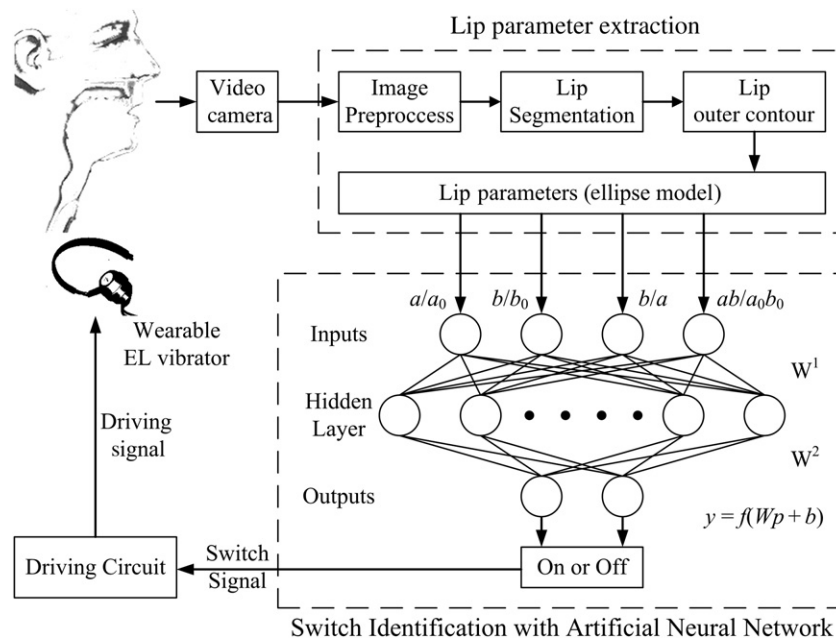 Lip parameter extraction
Video
camera
Image
Preproccess
Lip
Segmentation
Lip
outer contour
Lip parameters (ellipse model)
a/a₀
b/b₀
b/a
ab/a₀b₀
Inputs
W¹
Hidden
Layer
W²
Outputs
y = f(Wp + b)
On or Off
Switch
Signal
Driving Circuit
Driving
signal
Wearable
EL vibrator
Switch Identification with Artificial Neural Network